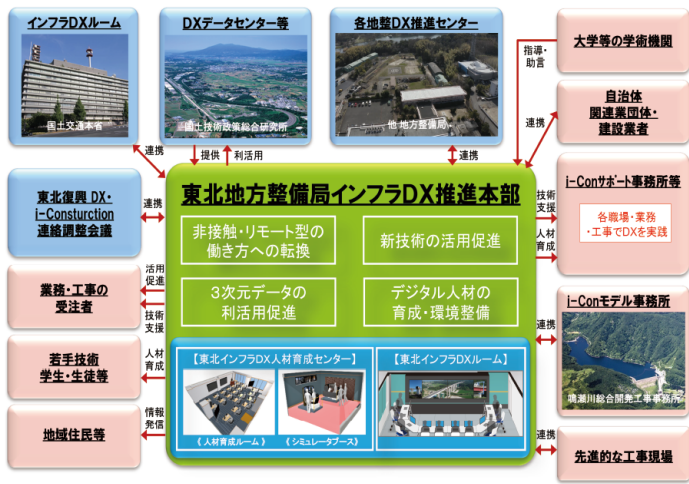 インフラDXルーム
国土交通本省
DXデータセンター等
国土技術政策総合研究所
各地整DX推進センター
他 地方整備局
大学等の学術機関
指導・
助言
自治体
関連業団体・
建設業者
連携
連携
提供
利活用
連携
東北地方整備局インフラDX推進本部
非接触・リモート型の
働き方への転換
新技術の活用促進
3次元データの
利活用促進
デジタル人材の
育成・環境整備
【東北インフラDX人材育成センター】
《 人材育成ルーム 》
《 シミュレータブース 》
【東北インフラDXルーム】
東北復興 DX・
i-Consturction
連絡調整会議
連携
業務・工事の
受注者
活用
促進
技術
支援
若手技術
学生・生徒等
人材
育成
地域住民等
情報
発信
i-Conサポート事務所等
各職場・業務
・工事でDXを実践
技術
支援
人材
育成
i-Conモデル事務所
鳴瀬川総合開発工事事務所
連携
先進的な工事現場
連携